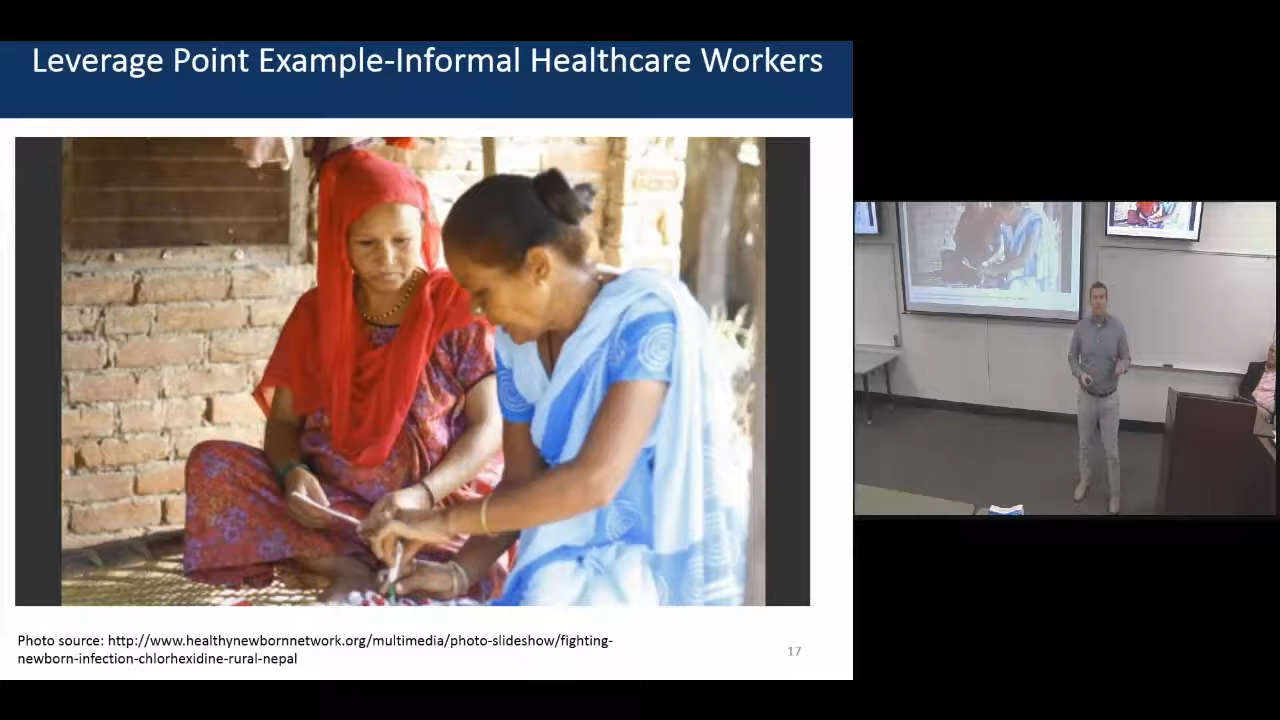 Leverage Point Example-Informal Healthcare Workers
Photo source: http://www.healthynewbornnetwork.org/multimedia/photo-slideshow/fighting-
newborn-infection-chlorhexidine-rural-nepal
17